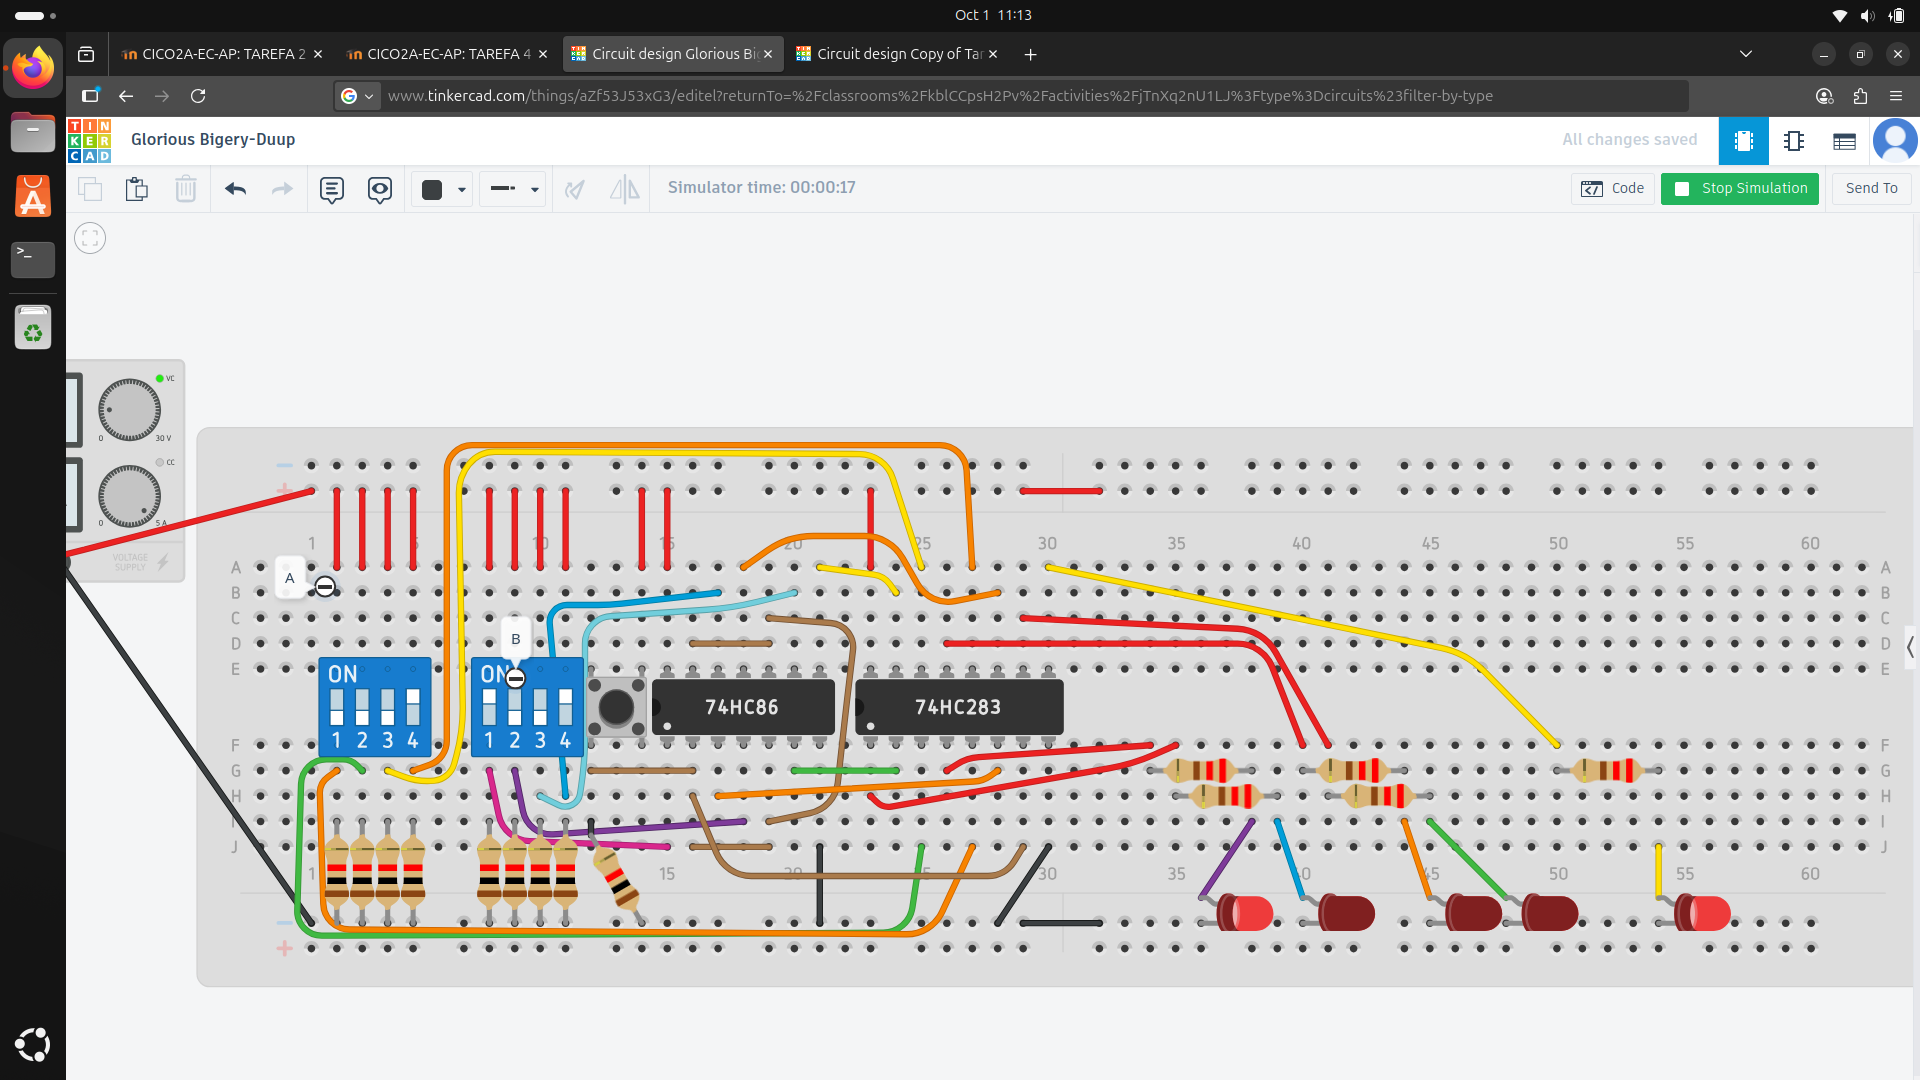 Oct 1 11:13
CICO2A-EC-AP: TAREFA 2
CICO2A-EC-AP: TAREFA 4
Circuit design Glorious Bi
Circuit design Copy of Tar
www.tinkercad.com/things/aZf53J53xG3/editel?returnTo=%2Fclassrooms%2FkblCCpsH2Pv%2Factivities%2FjTnXq2nU1LJ%3Ftype%3Dcircuits%23filter-by-type
TIN
KER
CAD
Glorious Bigery-Duup
All changes saved
Simulator time: 00:00:17
Code
Stop Simulation
Send To
VC
0 30 V
CC
0 5 A
VOLTAGE
SUPPLY
1 5 10 15 20 25 30 35 40 45 50 55 60
A A
B B
C C
D D
E E
A
B
ON
1 2 3 4
ON
1 2 3 4
74HC86
74HC283
F F
G G
H H
I I
J J
1 15 20 30 35 45 50 55 60